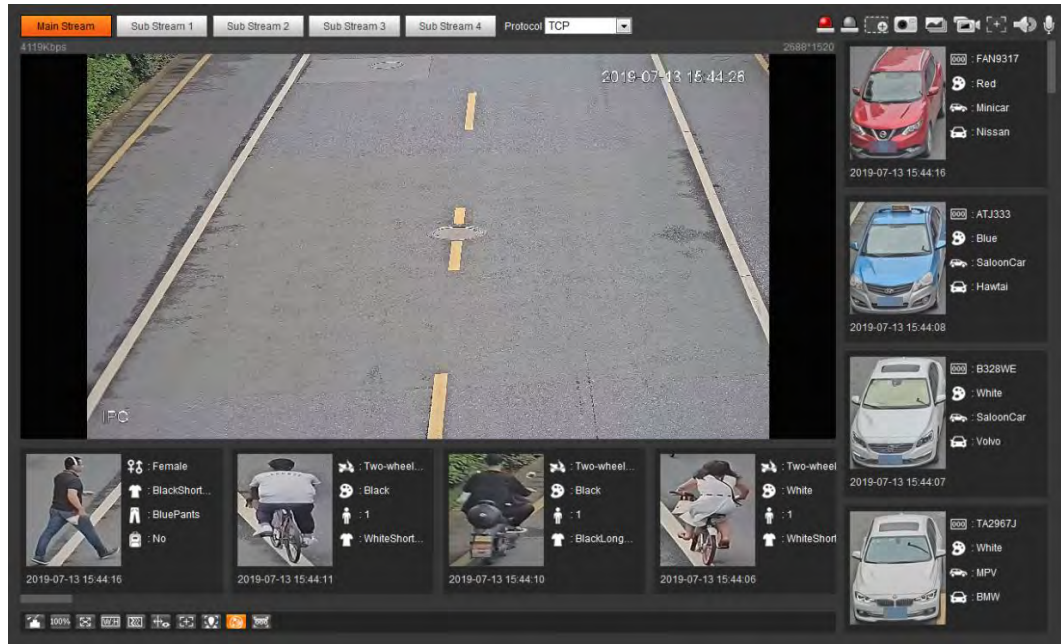 Main Stream
Sub Stream 1
Sub Stream 2
Sub Stream 3
Sub Stream 4
Protocol TCP
4119Kbps
2688*1520
2019-07-13 15:44:26
IPC
: FAN9317
: Red
: Minicar
: Nissan
2019-07-13 15:44:16
: ATJ333
: Blue
: SaloonCar
: Hawtai
2019-07-13 15:44:08
: B328WE
: White
: SaloonCar
: Volvo
2019-07-13 15:44:07
: TA2967J
: White
: MPV
: BMW
: Female
: BlackShort...
: BluePants
: No
2019-07-13 15:44:16
: Two-wheel...
: Black
: 1
: WhiteShort...
2019-07-13 15:44:11
: Two-wheel...
: Black
: 1
: BlackLong...
2019-07-13 15:44:10
: Two-wheel
: White
: 1
: WhiteShort
2019-07-13 15:44:06
100%
W:H